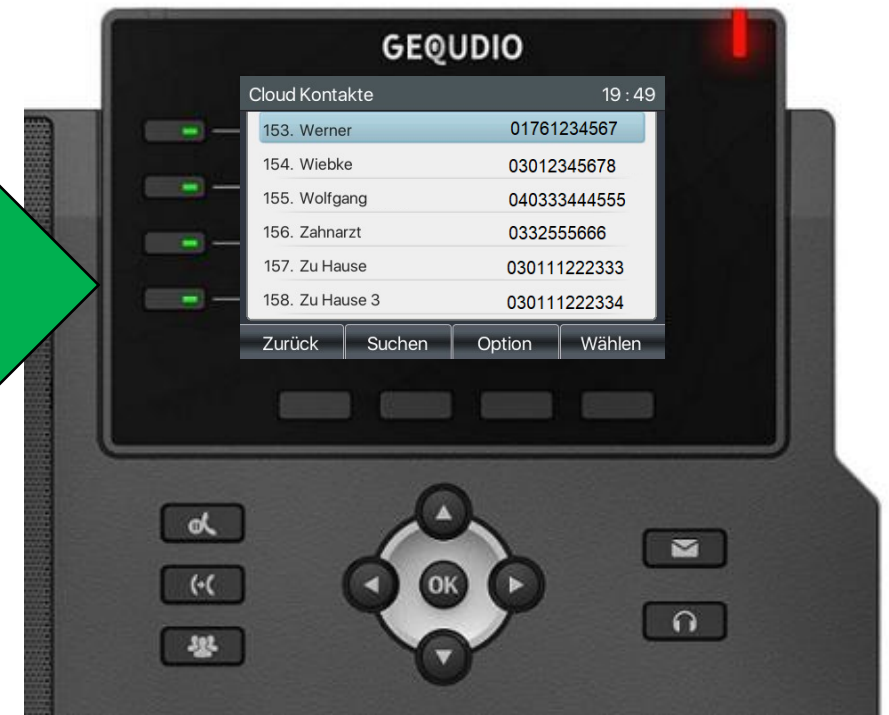 GEQUDIO
Cloud Kontakte 19 : 49
153. Werner 01761234567
154. Wiebke 03012345678
155. Wolfgang 040333444555
156. Zahnarzt 0332555666
157. Zu Hause 030111222333
158. Zu Hause 3 030111222334
Zurück Suchen Option Wählen
OK